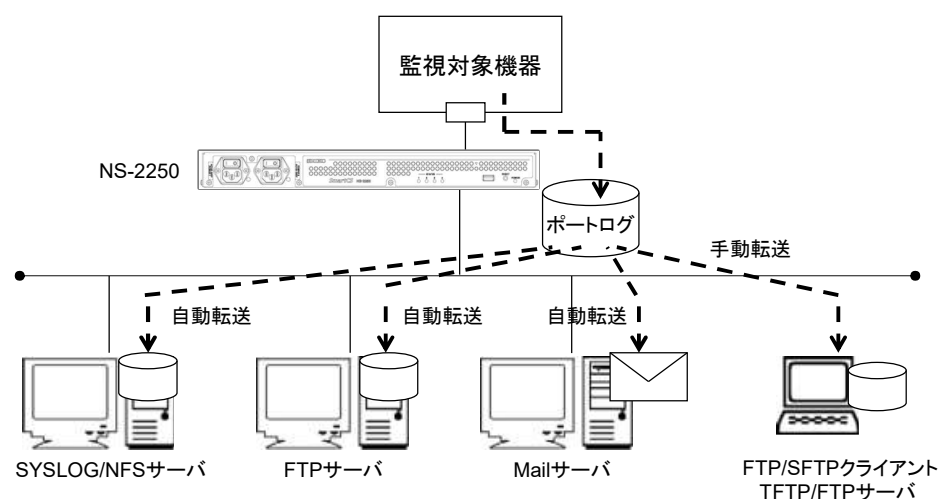 監視対象機器
NS-2250
ポートログ
手動転送
自動転送
自動転送
自動転送
SYSLOG/NFSサーバ
FTPサーバ
Mailサーバ
FTP/SFTPクライアント
TFTP/FTPサーバ